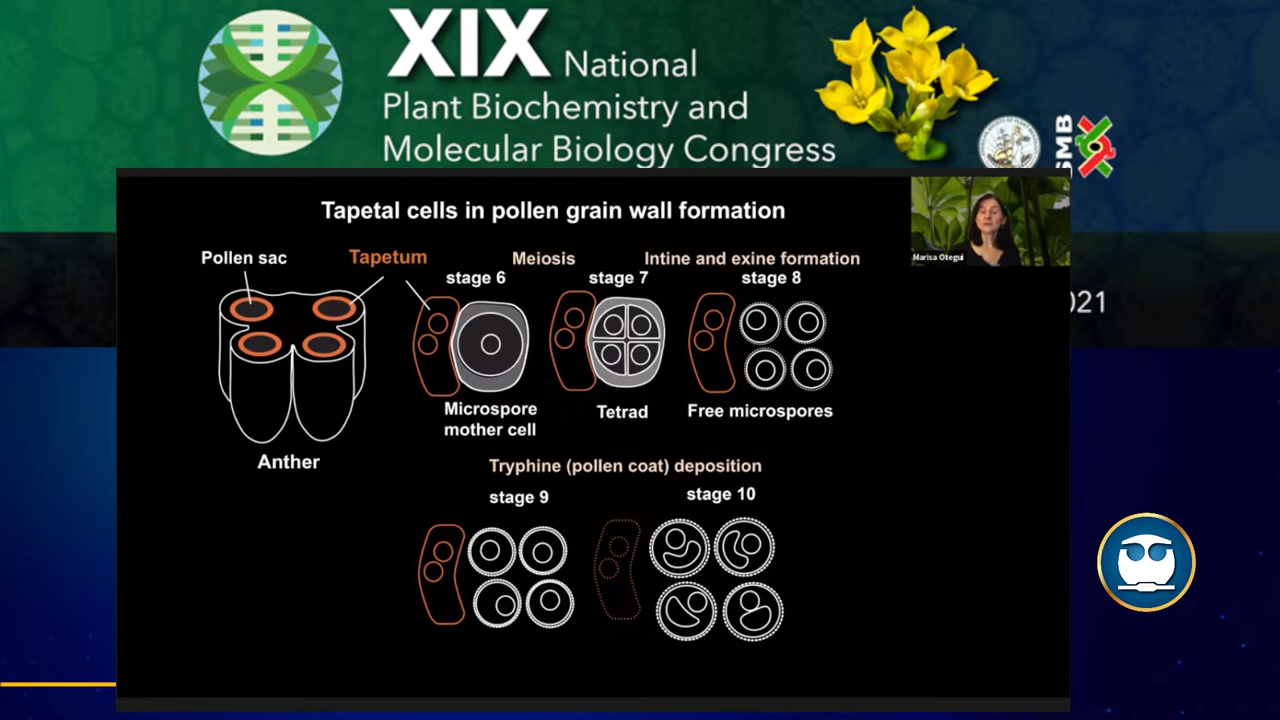 XIX National
Plant Biochemistry and
Molecular Biology Congress
SMB
Tapetal cells in pollen grain wall formation
Marisa Otegui
Pollen sac
Tapetum
Meiosis
Intine and exine formation
stage 6
stage 7
stage 8
021
Microspore
mother cell
Tetrad
Free microspores
Anther
Tryphine (pollen coat) deposition
stage 9
stage 10